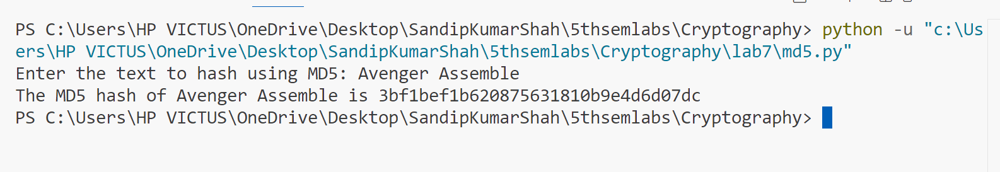 PS C:\Users\HP VICTUS\OneDrive\Desktop\SandipKumarShah\5thsemlabs\Cryptography> python -u "c:\Us
ers\HP VICTUS\OneDrive\Desktop\SandipKumarShah\5thsemlabs\Cryptography\lab7\md5.py"
Enter the text to hash using MD5: Avenger Assemble
The MD5 hash of Avenger Assemble is 3bf1bef1b620875631810b9e4d6d07dc
PS C:\Users\HP VICTUS\OneDrive\Desktop\SandipKumarShah\5thsemlabs\Cryptography>